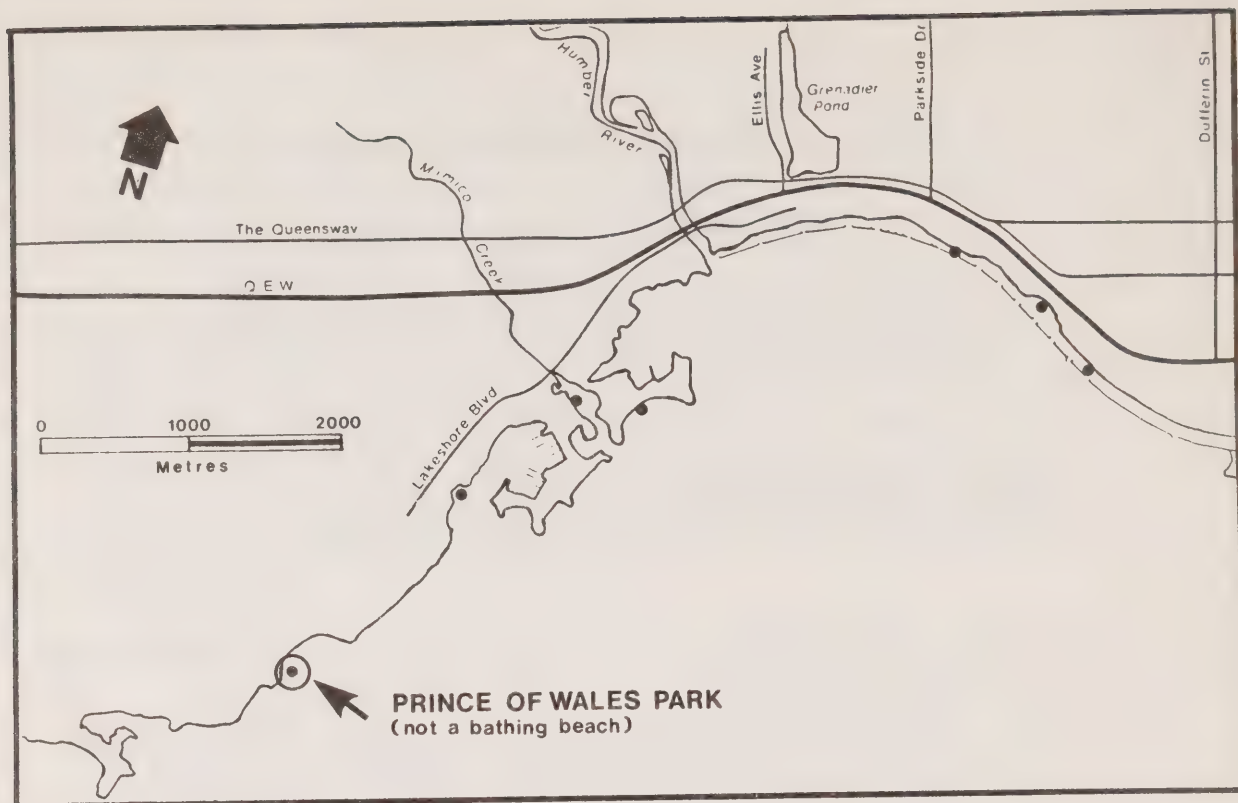 Humber
River
Ellis Ave
Grenadier
Pond
Parkside Dr
Dufferin St
N
Mimico
Creek
The Queensway
Q E W
Lakeshore Blvd
0 1000 2000
Metres
PRINCE OF WALES PARK
(not a bathing beach)